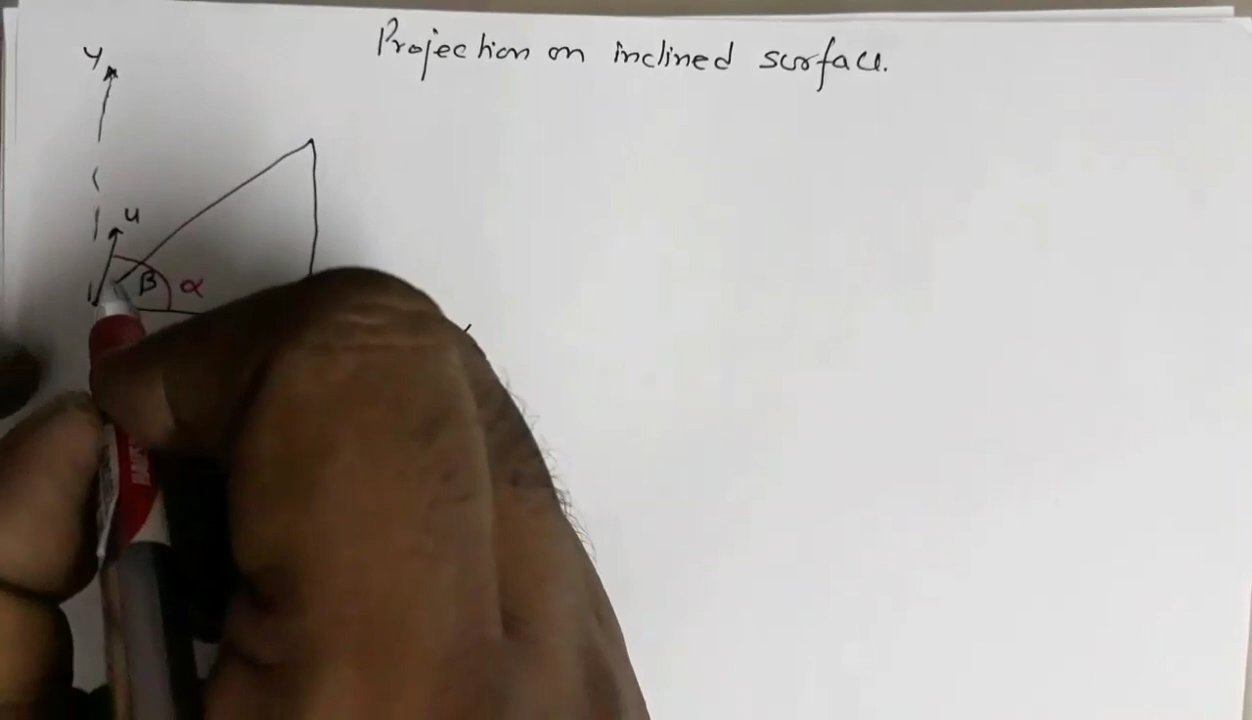 Projection on inclined surface.
y
u
β α